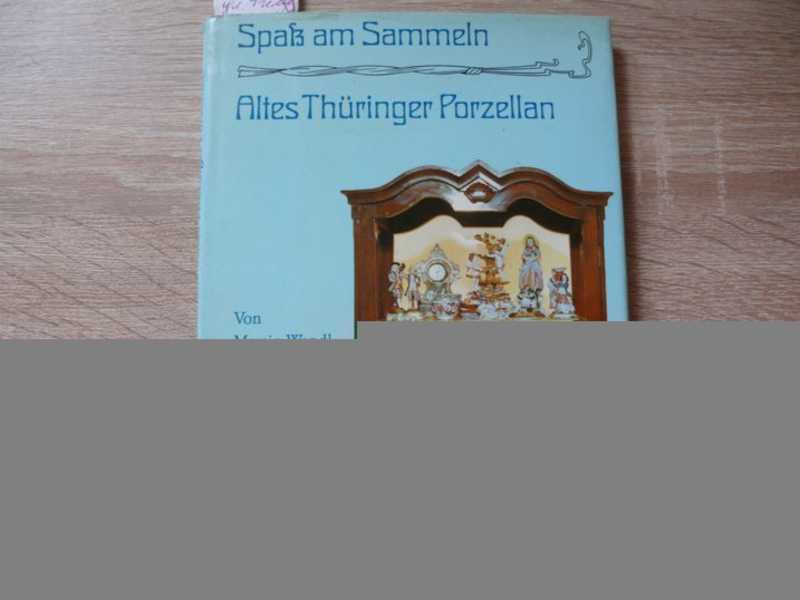 Spaß am Sammeln
Altes Thüringer Porzellan
Von